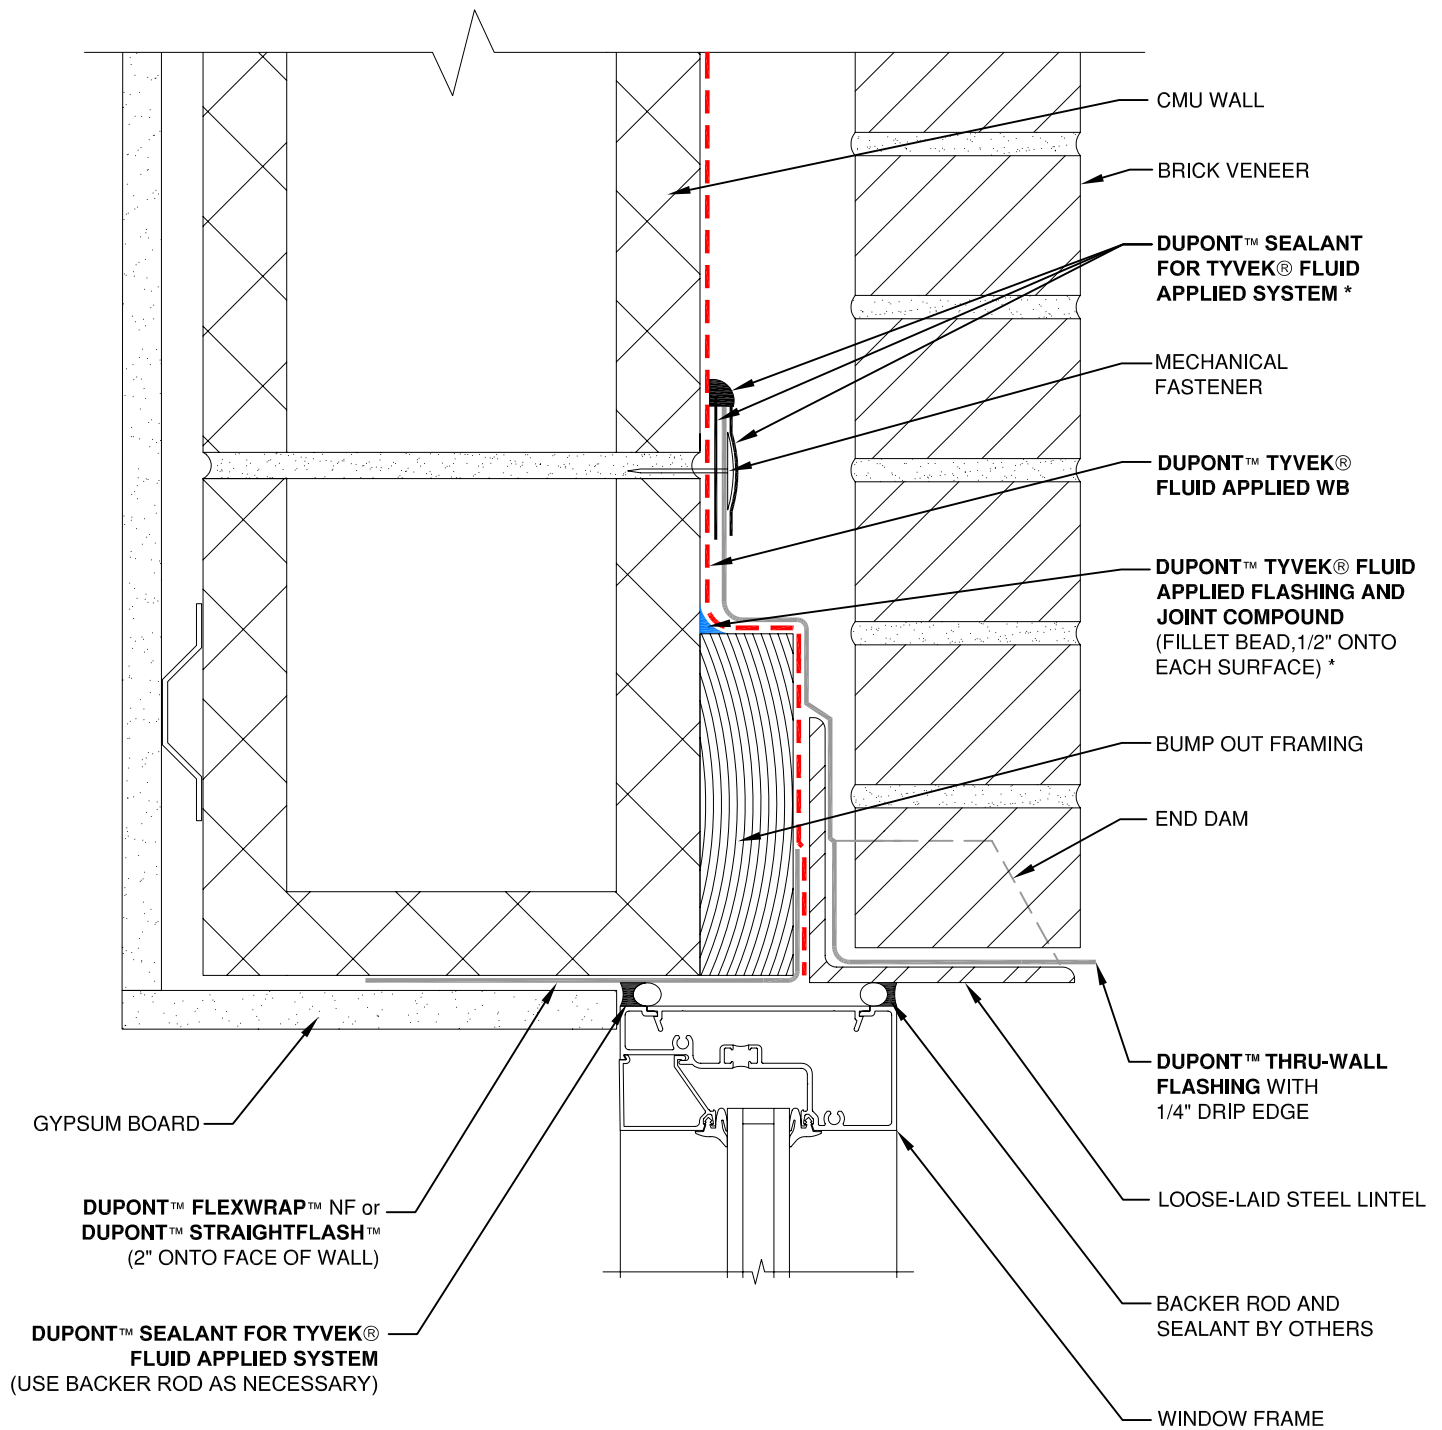 CMU WALL
BRICK VENEER
DUPONT™ SEALANT
FOR TYVEK® FLUID
APPLIED SYSTEM *
MECHANICAL
FASTENER
DUPONT™ TYVEK®
FLUID APPLIED WB
DUPONT™ TYVEK® FLUID
APPLIED FLASHING AND
JOINT COMPOUND
(FILLET BEAD,1/2" ONTO
EACH SURFACE) *
BUMP OUT FRAMING
END DAM
DUPONT™ THRU-WALL
FLASHING WITH
1/4" DRIP EDGE
LOOSE-LAID STEEL LINTEL
BACKER ROD AND
SEALANT BY OTHERS
WINDOW FRAME
GYPSUM BOARD
DUPONT™ FLEXWRAP™ NF or
DUPONT™ STRAIGHTFLASH™
(2" ONTO FACE OF WALL)
DUPONT™ SEALANT FOR TYVEK®
FLUID APPLIED SYSTEM
(USE BACKER ROD AS NECESSARY)